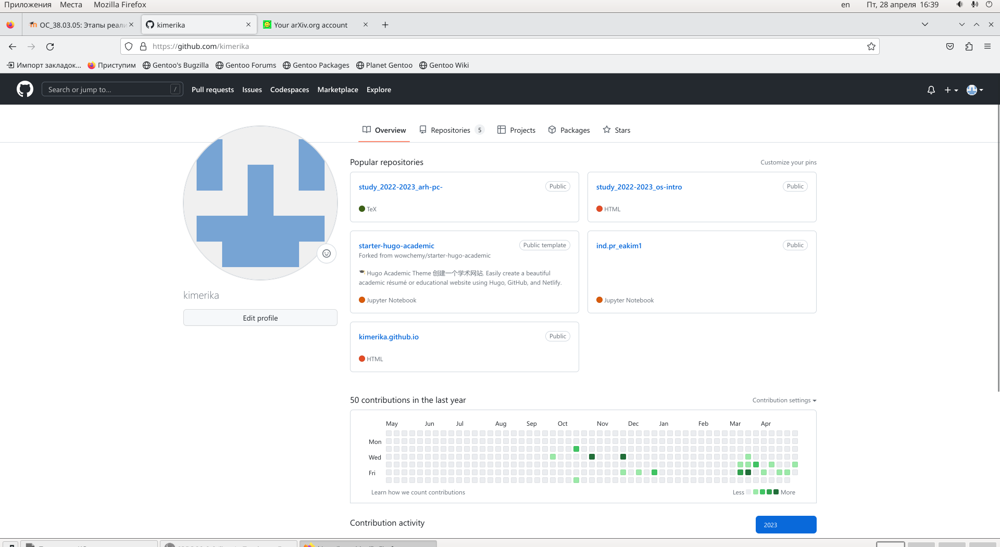 Приложения Места Mozilla Firefox en Пт, 28 апреля 16:39
ОС_38.03.05: Этапы реали kimerika Your arXiv.org account
https://github.com/kimerika
Импорт закладок... Приступим Gentoo's Bugzilla Gentoo Forums Gentoo Packages Planet Gentoo Gentoo Wiki
Search or jump to... / Pull requests Issues Codespaces Marketplace Explore
Overview Repositories 5 Projects Packages Stars
kimerika
Edit profile
Popular repositories Customize your pins
study_2022-2023_arh-pc- Public
TeX
study_2022-2023_os-intro Public
HTML
starter-hugo-academic Public template
Forked from wowchemy/starter-hugo-academic
Hugo Academic Theme 创建一个学术网站. Easily create a beautiful
academic résumé or educational website using Hugo, GitHub, and Netlify.
Jupyter Notebook
ind.pr_eakim1 Public
Jupyter Notebook
kimerika.github.io Public
HTML
50 contributions in the last year Contribution settings
May Jun Jul Aug Sep Oct Nov Dec Jan Feb Mar Apr
Mon
Wed
Fri
Learn how we count contributions Less More
Contribution activity 2023